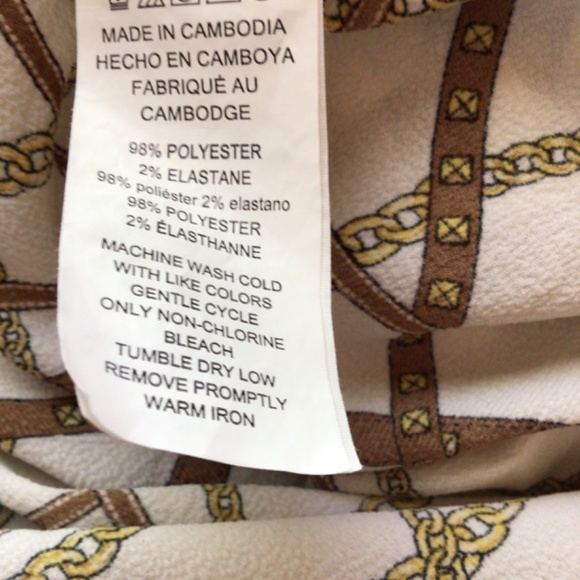 MADE IN CAMBODIA
HECHO EN CAMBOYA
FABRIQUÉ AU
CAMBODGE
98% POLYESTER
2% ELASTANE
98% poliéster 2% elastano
98% POLYESTER
2% ÉLASTHANNE
MACHINE WASH COLD
WITH LIKE COLORS
GENTLE CYCLE
ONLY NON-CHLORINE
BLEACH
TUMBLE DRY LOW
REMOVE PROMPTLY
WARM IRON